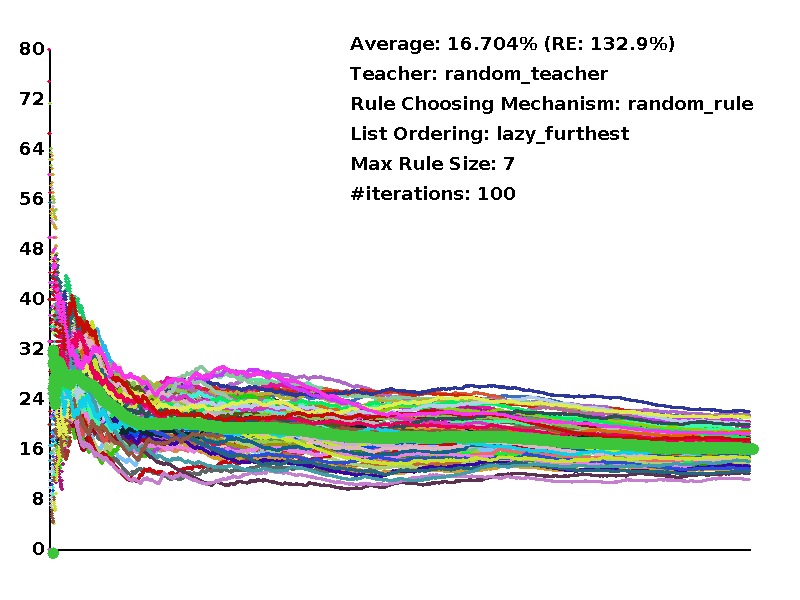 Average: 16.704% (RE: 132.9%)
Teacher: random_teacher
Rule Choosing Mechanism: random_rule
List Ordering: lazy_furthest
Max Rule Size: 7
#iterations: 100
80
72
64
56
48
40
32
24
16
8
0